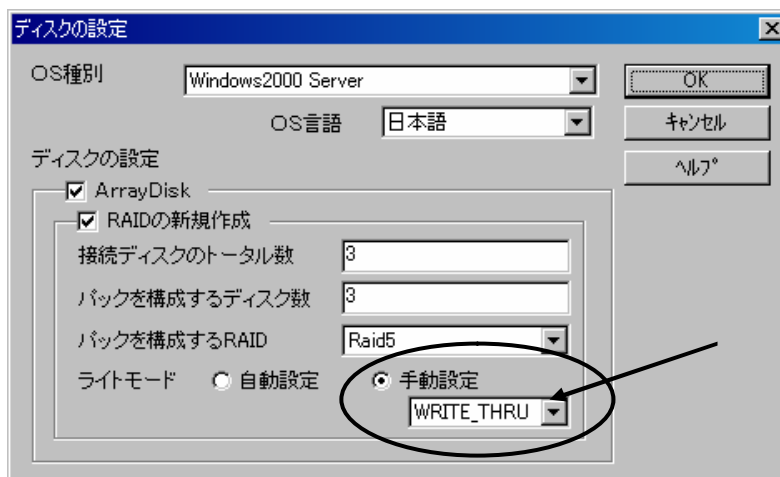 ディスクの設定
OS種別 Windows2000 Server OK
OS言語 日本語 キャンセル
ディスクの設定 ヘルプ
ArrayDisk
RAIDの新規作成
接続ディスクのトータル数 3
パックを構成するディスク数 3
パックを構成するRAID Raid5
ライトモード 自動設定 手動設定
WRITE_THRU